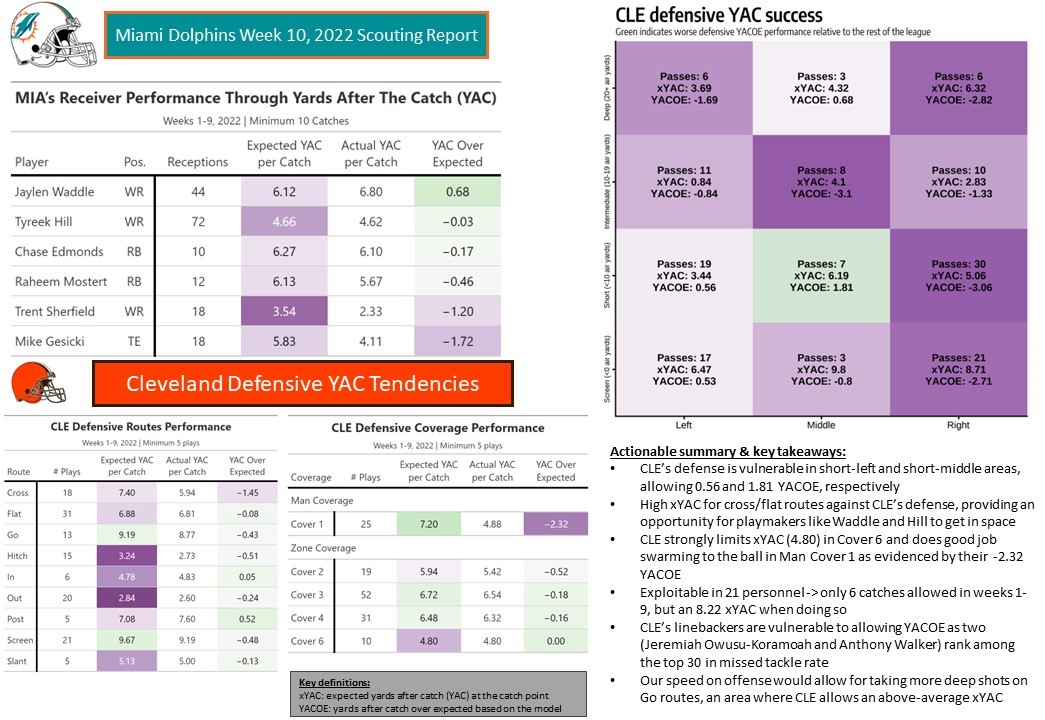 Miami Dolphins Week 10, 2022 Scouting Report
MIA's Receiver Performance Through Yards After The Catch (YAC)
Weeks 1-9, 2022 | Minimum 10 Catches
Player Pos. Receptions Expected YAC per Catch Actual YAC per Catch YAC Over Expected
Jaylen Waddle WR 44 6.12 6.80 0.68
Tyreek Hill WR 72 4.66 4.62 −0.03
Chase Edmonds RB 10 6.27 6.10 −0.17
Raheem Mostert RB 12 6.13 5.67 −0.46
Trent Sherfield WR 18 3.54 2.33 −1.20
Mike Gesicki TE 18 5.83 4.11 −1.72
Cleveland Defensive YAC Tendencies
CLE Defensive Routes Performance
Weeks 1-9, 2022 | Minimum 5 plays
Route # Plays Expected YAC per Catch Actual YAC per Catch YAC Over Expected
Cross 18 7.40 5.94 −1.45
Flat 31 6.88 6.81 −0.08
Go 13 9.19 8.77 −0.43
Hitch 15 3.24 2.73 −0.51
In 6 4.78 4.83 0.05
Out 20 2.84 2.60 −0.24
Post 5 7.08 7.60 0.52
Screen 21 9.67 9.19 −0.48
Slant 5 5.13 5.00 −0.13
CLE Defensive Coverage Performance
Weeks 1-9, 2022 | Minimum 5 plays
Coverage # Plays Expected YAC per Catch Actual YAC per Catch YAC Over Expected
Man Coverage
Cover 1 25 7.20 4.88 −2.32
Zone Coverage
Cover 2 19 5.94 5.42 −0.52
Cover 3 52 6.72 6.54 −0.18
Cover 4 31 6.48 6.32 −0.16
Cover 6 10 4.80 4.80 0.00
Key definitions:
xYAC: expected yards after catch (YAC) at the catch point
YACOE: yards after catch over expected based on the model
CLE defensive YAC success
Green indicates worse defensive YACOE performance relative to the rest of the league
Deep (20+ air yards)
Passes: 6 Passes: 3 Passes: 6
xYAC: 3.69 xYAC: 4.32 xYAC: 6.32
YACOE: -1.69 YACOE: 0.68 YACOE: -2.82
Intermediate (10-19 air yards)
Passes: 11 Passes: 8 Passes: 10
xYAC: 0.84 xYAC: 4.1 xYAC: 2.83
YACOE: -0.84 YACOE: -3.1 YACOE: -1.33
Short (<10 air yards)
Passes: 19 Passes: 7 Passes: 30
xYAC: 3.44 xYAC: 6.19 xYAC: 5.06
YACOE: 0.56 YACOE: 1.81 YACOE: -3.06
Screen (<0 air yards)
Passes: 17 Passes: 3 Passes: 21
xYAC: 6.47 xYAC: 9.8 xYAC: 8.71
YACOE: 0.53 YACOE: -0.8 YACOE: -2.71
Left Middle Right
Actionable summary & key takeaways:
• CLE's defense is vulnerable in short-left and short-middle areas,
allowing 0.56 and 1.81 YACOE, respectively
• High xYAC for cross/flat routes against CLE's defense, providing an
opportunity for playmakers like Waddle and Hill to get in space
• CLE strongly limits xYAC (4.80) in Cover 6 and does good job
swarming to the ball in Man Cover 1 as evidenced by their -2.32
YACOE
• Exploitable in 21 personnel -> only 6 catches allowed in weeks 1-
9, but an 8.22 xYAC when doing so
• CLE's linebackers are vulnerable to allowing YACOE as two
(Jeremiah Owusu-Koramoah and Anthony Walker) rank among
the top 30 in missed tackle rate
• Our speed on offense would allow for taking more deep shots on
Go routes, an area where CLE allows an above-average xYAC